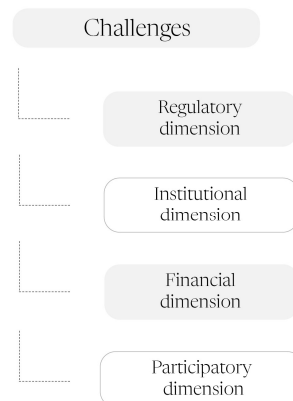 Challenges
Regulatory
dimension
Institutional
dimension
Financial
dimension
Participatory
dimension